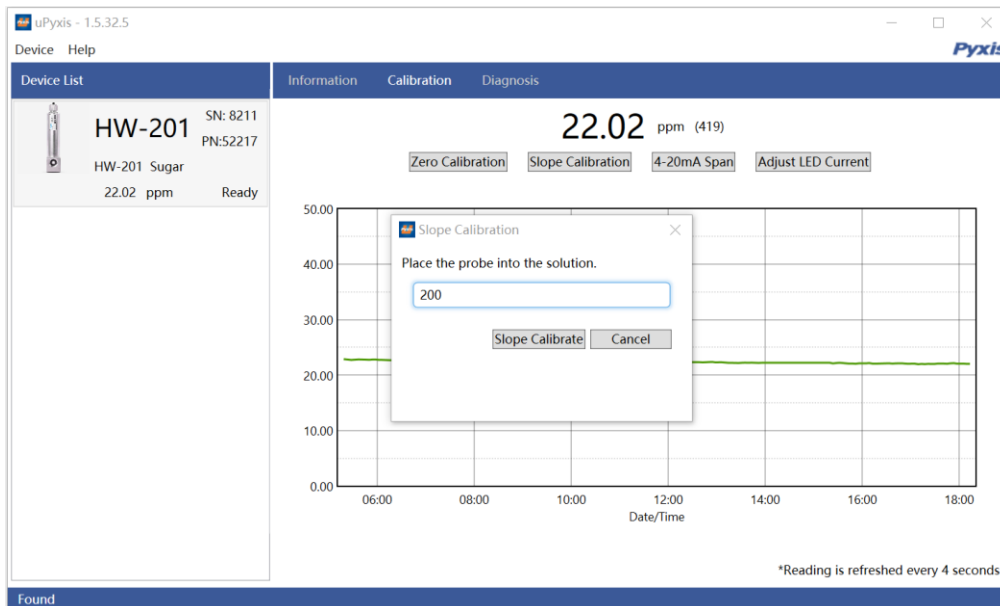 uPyxis - 1.5.32.5
Device Help
Pyxis
Device List
Information Calibration Diagnosis
HW-201
SN: 8211
PN:52217
HW-201 Sugar
22.02 ppm Ready
22.02 ppm (419)
Zero Calibration Slope Calibration 4-20mA Span Adjust LED Current
50.00
40.00
30.00
20.00
10.00
0.00
Slope Calibration
Place the probe into the solution.
200
Slope Calibrate Cancel
06:00 08:00 10:00 12:00 14:00 16:00 18:00
Date/Time
*Reading is refreshed every 4 seconds
Found